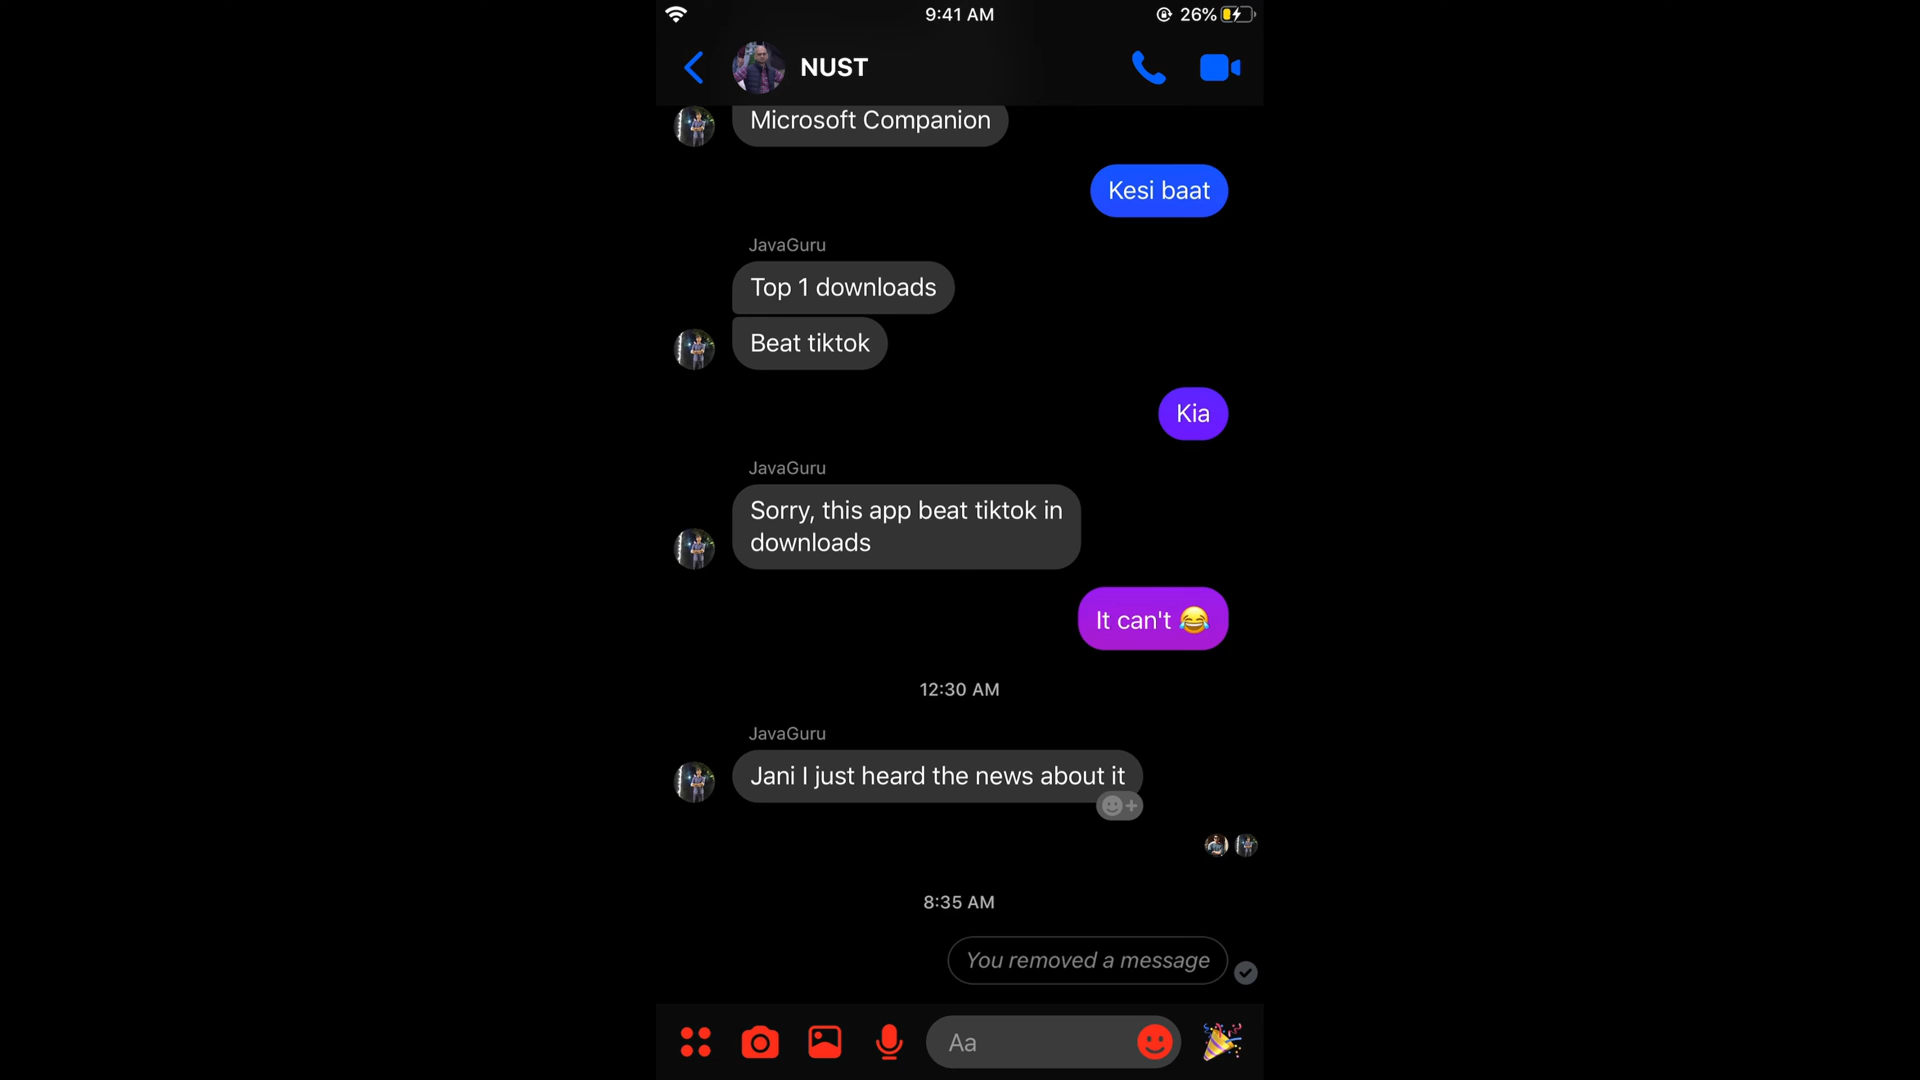 9:41 AM
26%
NUST
Microsoft Companion
Kesi baat
JavaGuru
Top 1 downloads
Beat tiktok
Kia
JavaGuru
Sorry, this app beat tiktok in
downloads
It can't 😂
12:30 AM
JavaGuru
Jani I just heard the news about it
8:35 AM
You removed a message
Aa